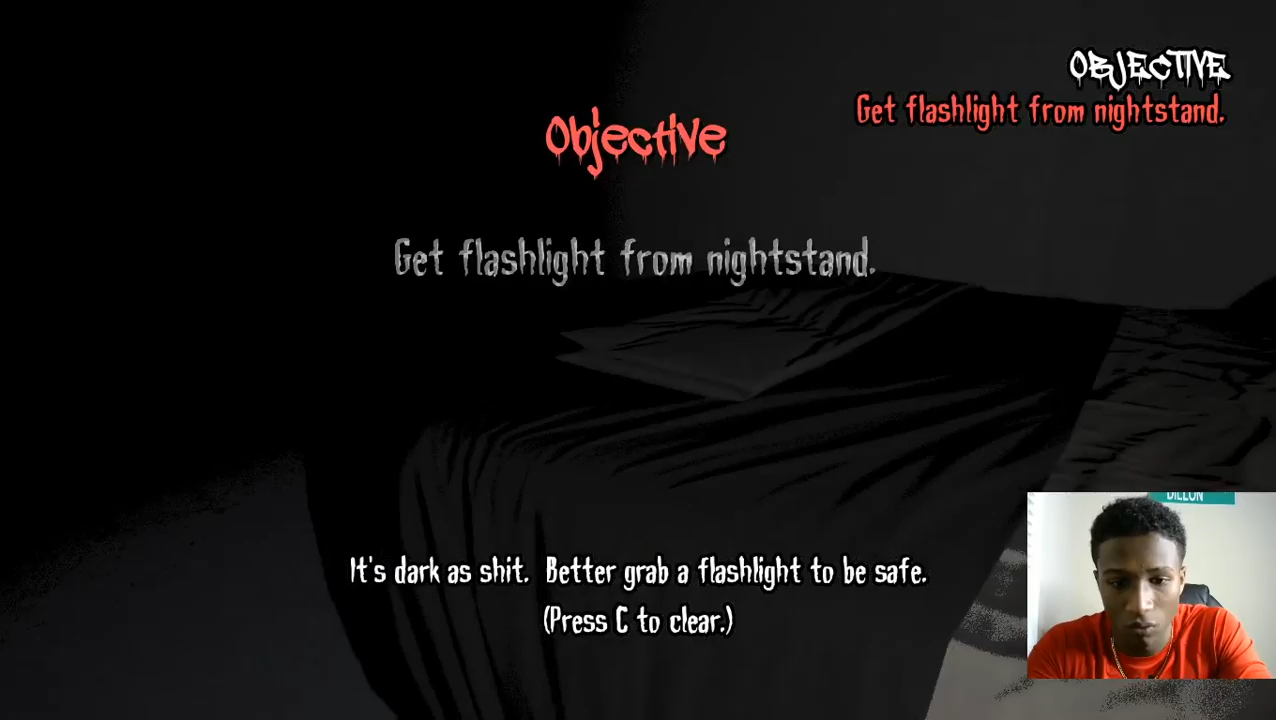 OBJECTIVE
Get flashlight from nightstand.
Objective
Get flashlight from nightstand.
DILLON
It's dark as shit. Better grab a flashlight to be safe.
(Press C to clear.)